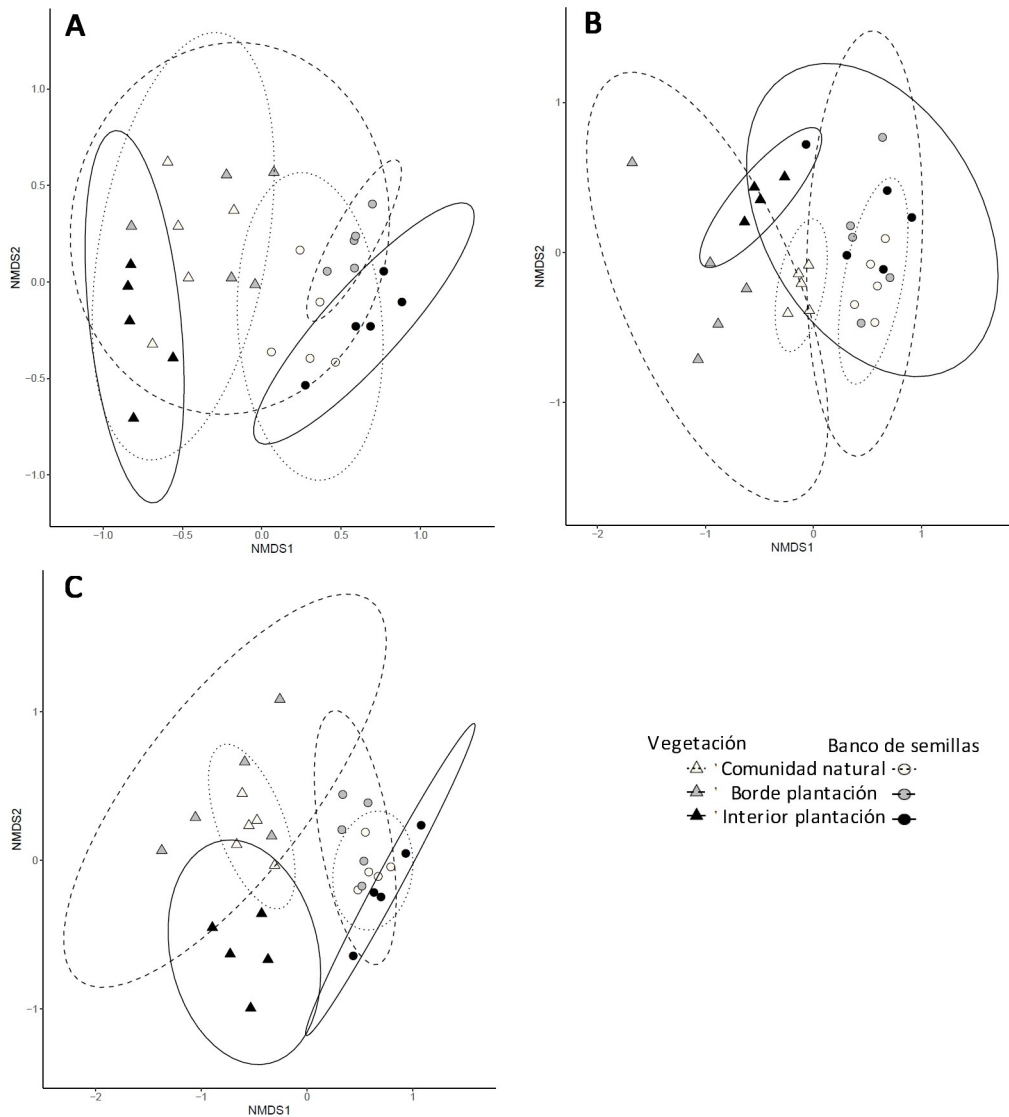 A
1.0
0.5
0.0
−0.5
−1.0
NMDS2
−1.0
−0.5
0.0
0.5
1.0
NMDS1
B
1
0
−1
NMDS2
−2
−1
0
1
NMDS1
C
1
0
−1
NMDS2
−2
−1
0
1
NMDS1
Vegetación
Banco de semillas
Comunidad natural
Borde plantación
Interior plantación